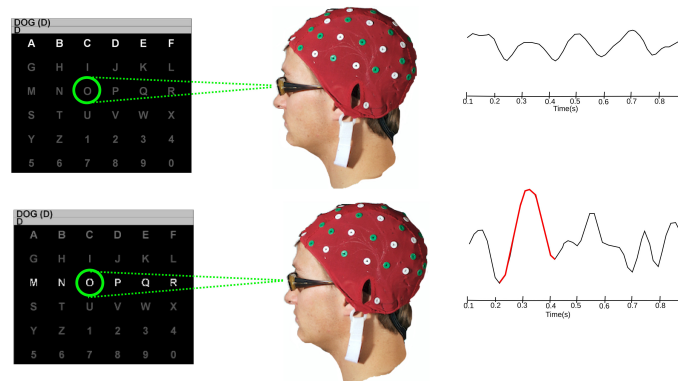 DOG (D)
D
A B C D E F
G H I J K L
M N O P Q R
S T U V W X
Y Z 1 2 3 4
5 6 7 8 9 0
0.1 0.2 0.3 0.4 0.5 0.6 0.7 0.8
Time(s)
DOG (D)
D
A B C D E F
G H I J K L
M N O P Q R
S T U V W X
Y Z 1 2 3 4
5 6 7 8 9 0
0.1 0.2 0.3 0.4 0.5 0.6 0.7 0.8
Time(s)